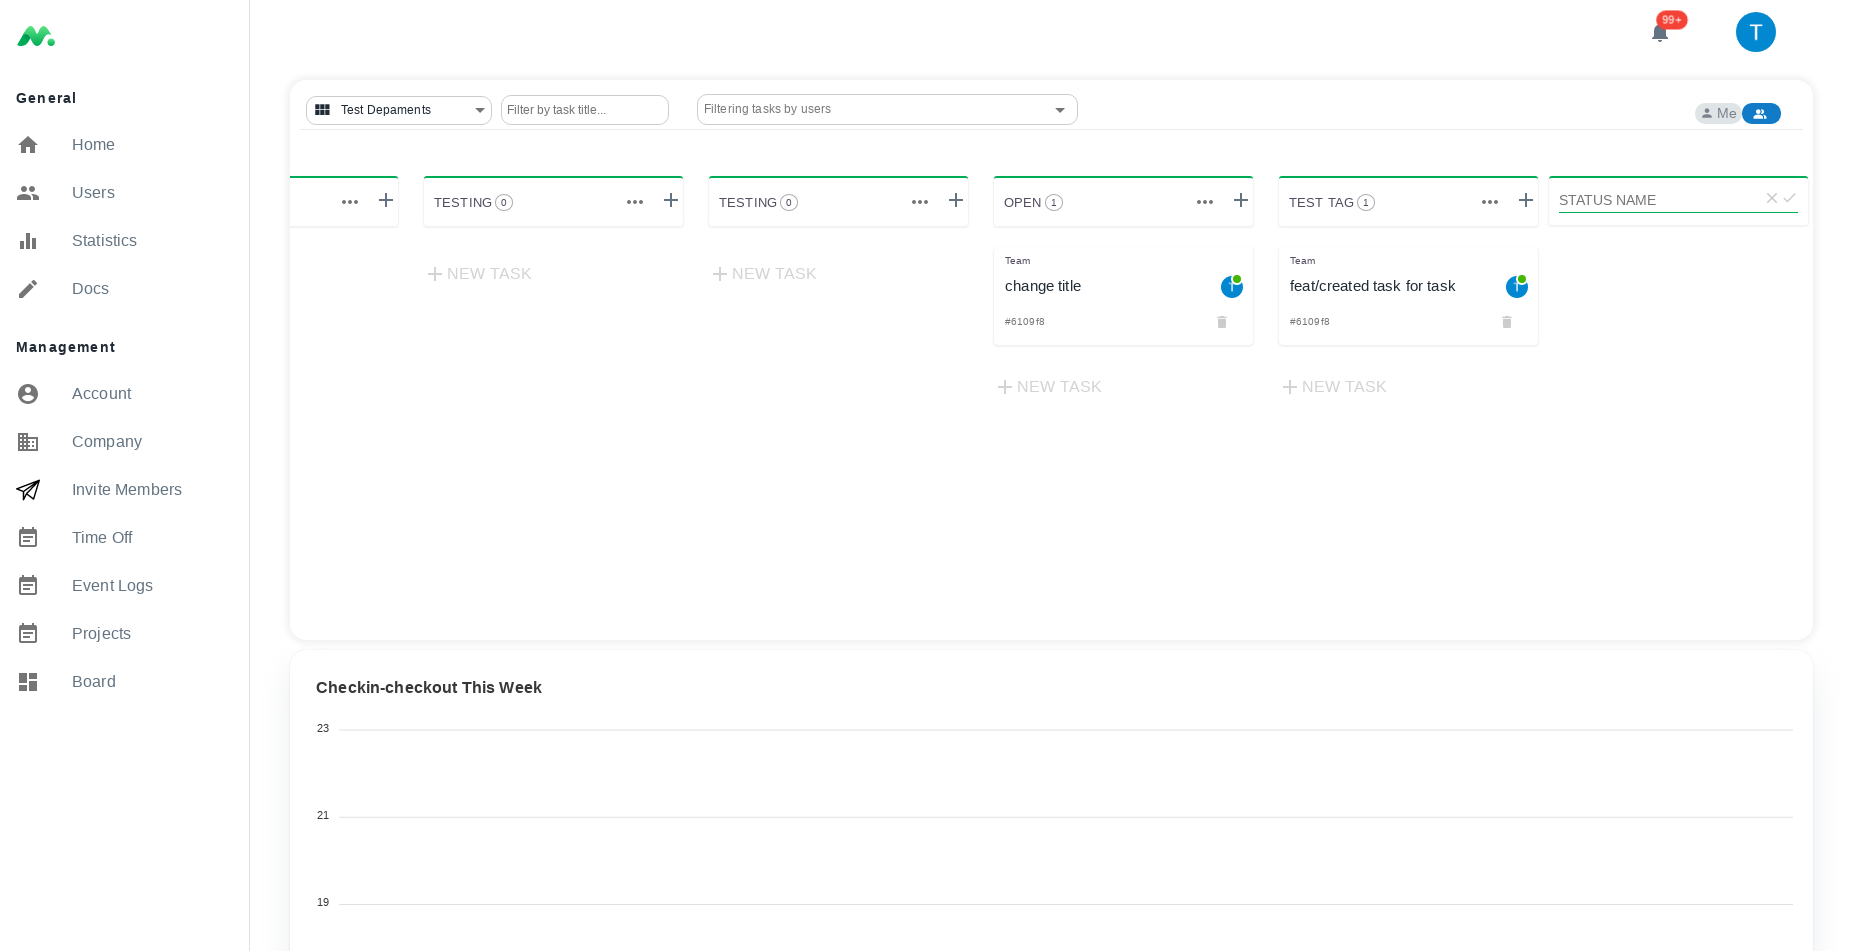 General
Home
Users
Statistics
Docs
Management
Account
Company
Invite Members
Time Off
Event Logs
Projects
Board
99+
T
Test Depaments
Filter by task title...
Filtering tasks by users
Me
TESTING 0
TESTING 0
OPEN 1
TEST TAG 1
STATUS NAME
NEW TASK
NEW TASK
Team
change title
T
#6109f8
NEW TASK
Team
feat/created task for task
T
#6109f8
NEW TASK
Checkin-checkout This Week
23
21
19